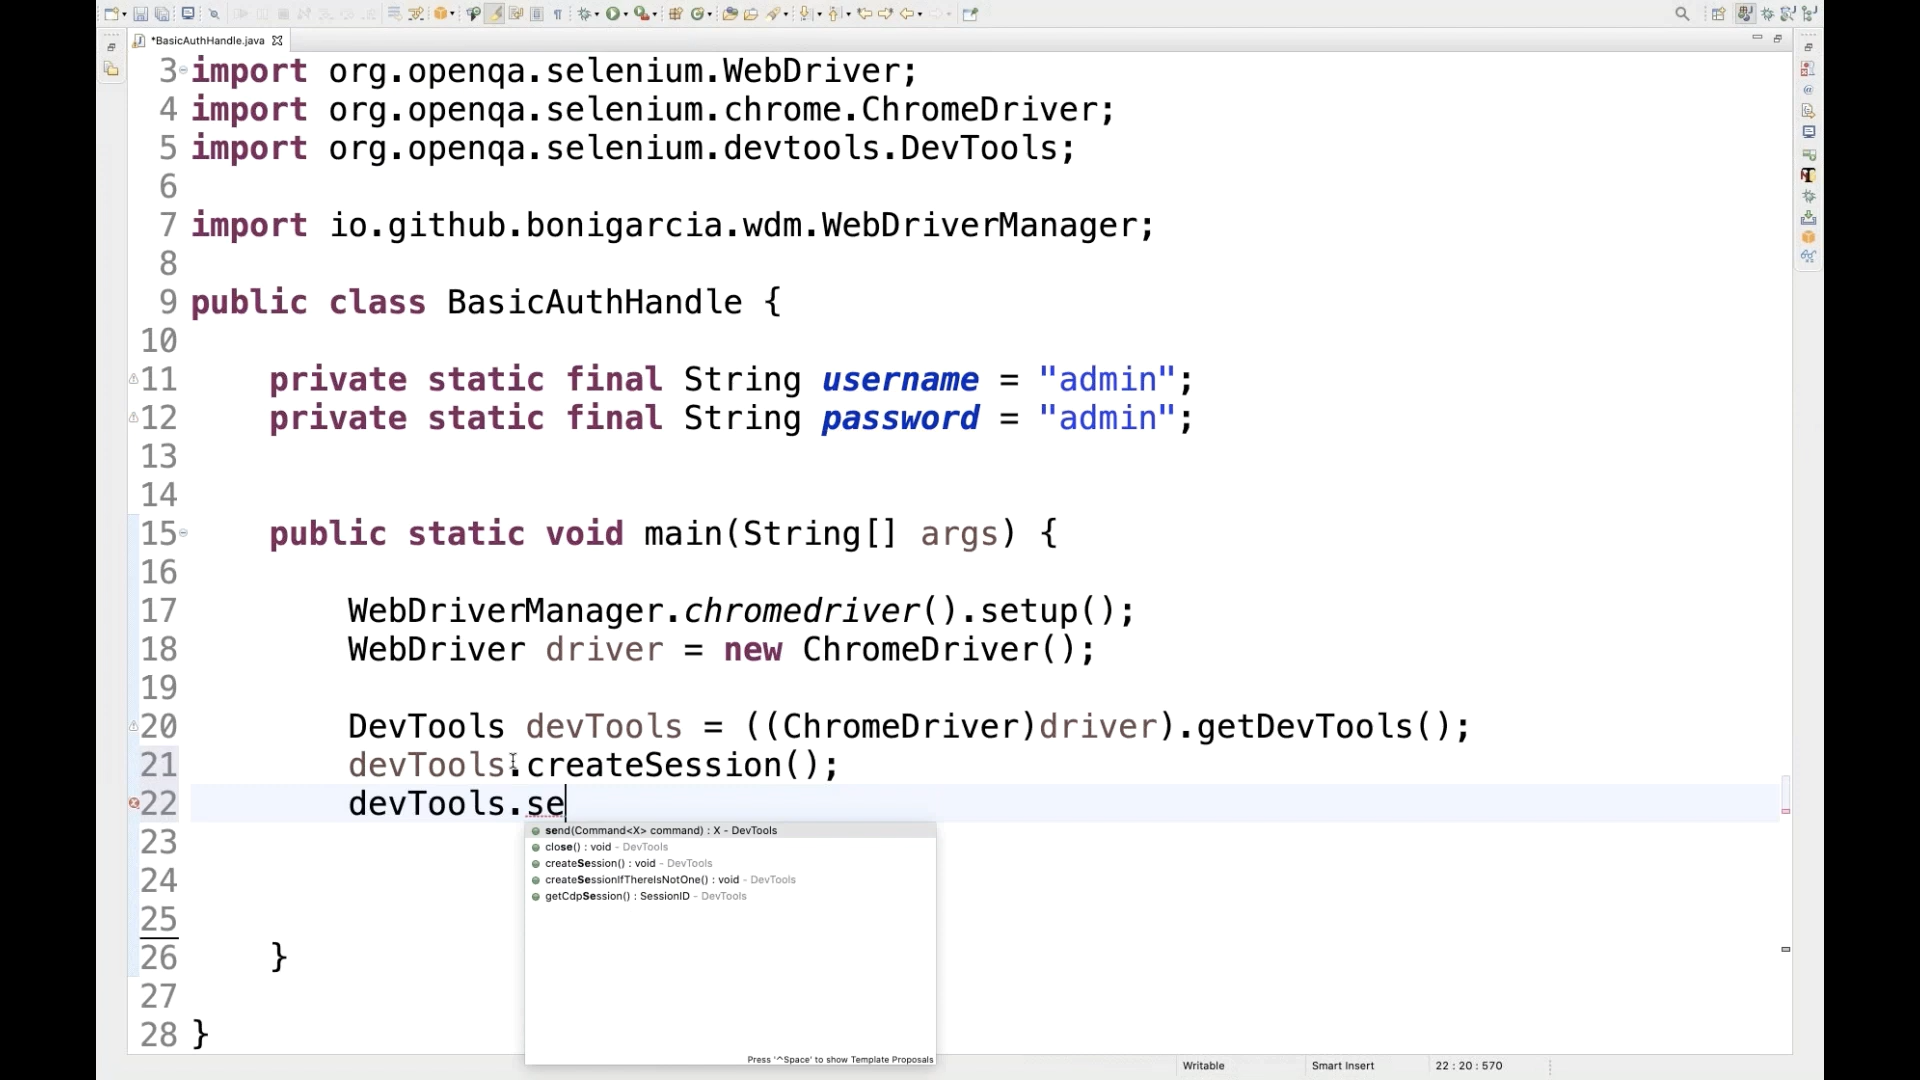 *BasicAuthHandle.java
3 import org.openqa.selenium.WebDriver;
4 import org.openqa.selenium.chrome.ChromeDriver;
5 import org.openqa.selenium.devtools.DevTools;
6
7 import io.github.bonigarcia.wdm.WebDriverManager;
8
9 public class BasicAuthHandle {
10
11 private static final String username = "admin";
12 private static final String password = "admin";
13
14
15 public static void main(String[] args) {
16
17 WebDriverManager.chromedriver().setup();
18 WebDriver driver = new ChromeDriver();
19
20 DevTools devTools = ((ChromeDriver)driver).getDevTools();
21 devTools.createSession();
22 devTools.se
send(Command<X> command) : X - DevTools
23
close() : void - DevTools
createSession() : void - DevTools
24
createSessionIfThereIsNotOne() : void - DevTools
getCdpSession() : SessionID - DevTools
25
26 }
27
28 }
Press '^Space' to show Template Proposals
Writable Smart Insert 22 : 20 : 570